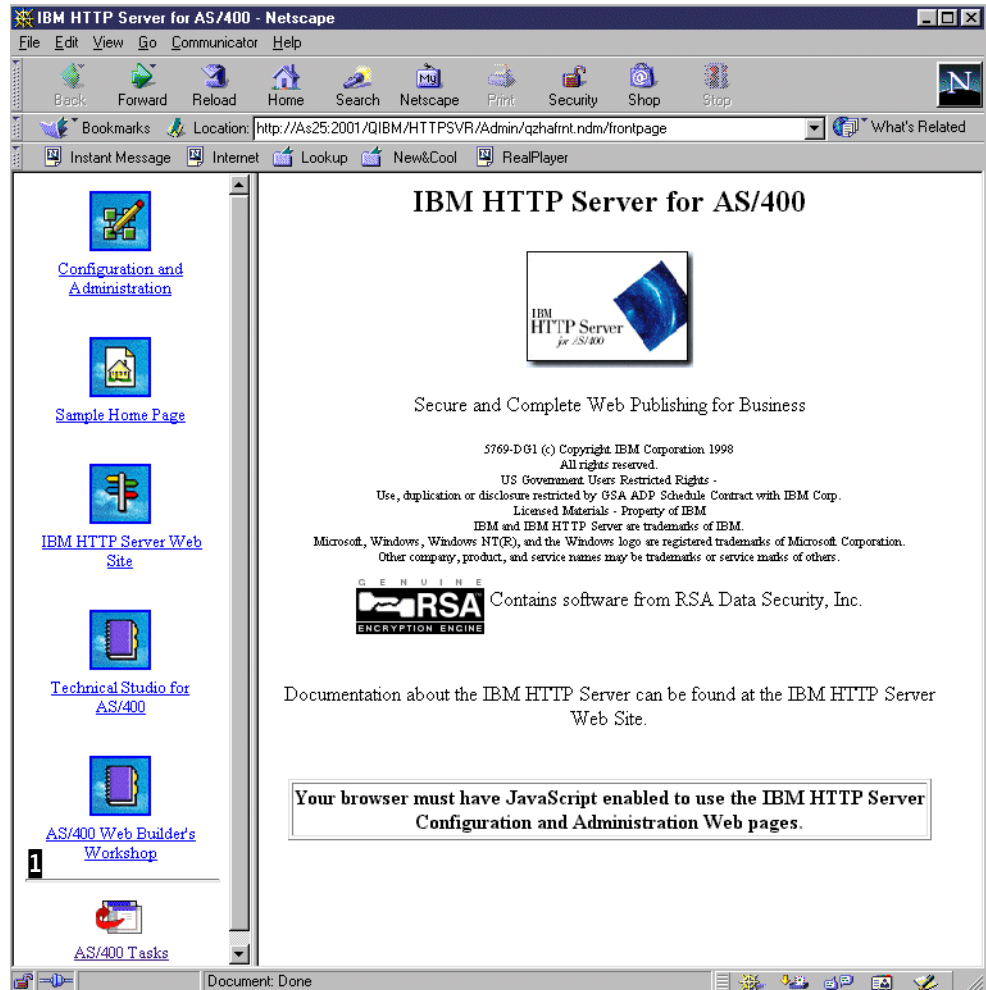 IBM HTTP Server for AS/400 - Netscape
File Edit View Go Communicator Help
Back Forward Reload Home Search Netscape Print Security Shop Stop
My
N
Bookmarks Location: http://As25:2001/QIBM/HTTPSVR/Admin/qzhafrnt.ndm/frontpage What's Related
Instant Message Internet Lookup New&Cool RealPlayer
Configuration and
Administration
Sample Home Page
IBM HTTP Server Web
Site
Technical Studio for
AS/400
AS/400 Web Builder's
Workshop
1
AS/400 Tasks
IBM HTTP Server for AS/400
IBM
HTTP Server
for AS/400
Secure and Complete Web Publishing for Business
5769-DG1 (c) Copyright IBM Corporation 1998
All rights reserved.
US Government Users Restricted Rights -
Use, duplication or disclosure restricted by GSA ADP Schedule Contract with IBM Corp.
Licensed Materials - Property of IBM
IBM and IBM HTTP Server are trademarks of IBM.
Microsoft, Windows, Windows NT(R), and the Windows logo are registered trademarks of Microsoft Corporation.
Other company, product, and service names may be trademarks or service marks of others.
GENUINE
RSA
ENCRYPTION ENGINE
Contains software from RSA Data Security, Inc.
Documentation about the IBM HTTP Server can be found at the IBM HTTP Server
Web Site.
Your browser must have JavaScript enabled to use the IBM HTTP Server
Configuration and Administration Web pages.
Document: Done